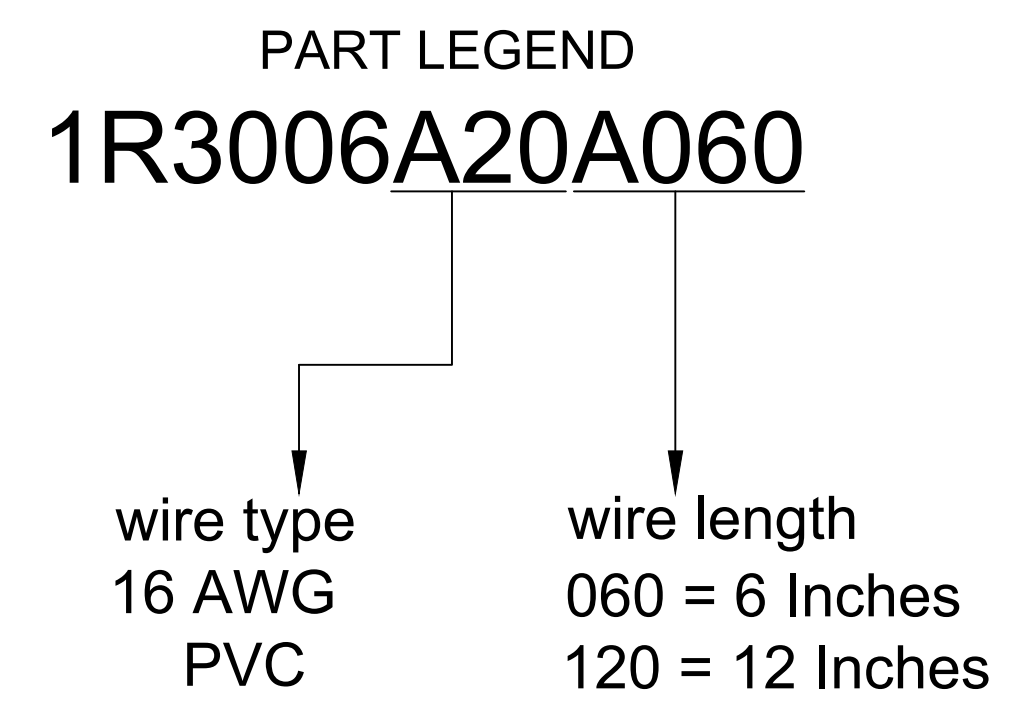 PART LEGEND
1R3006A20A060
wire type
16 AWG
PVC
wire length
060 = 6 Inches
120 = 12 Inches